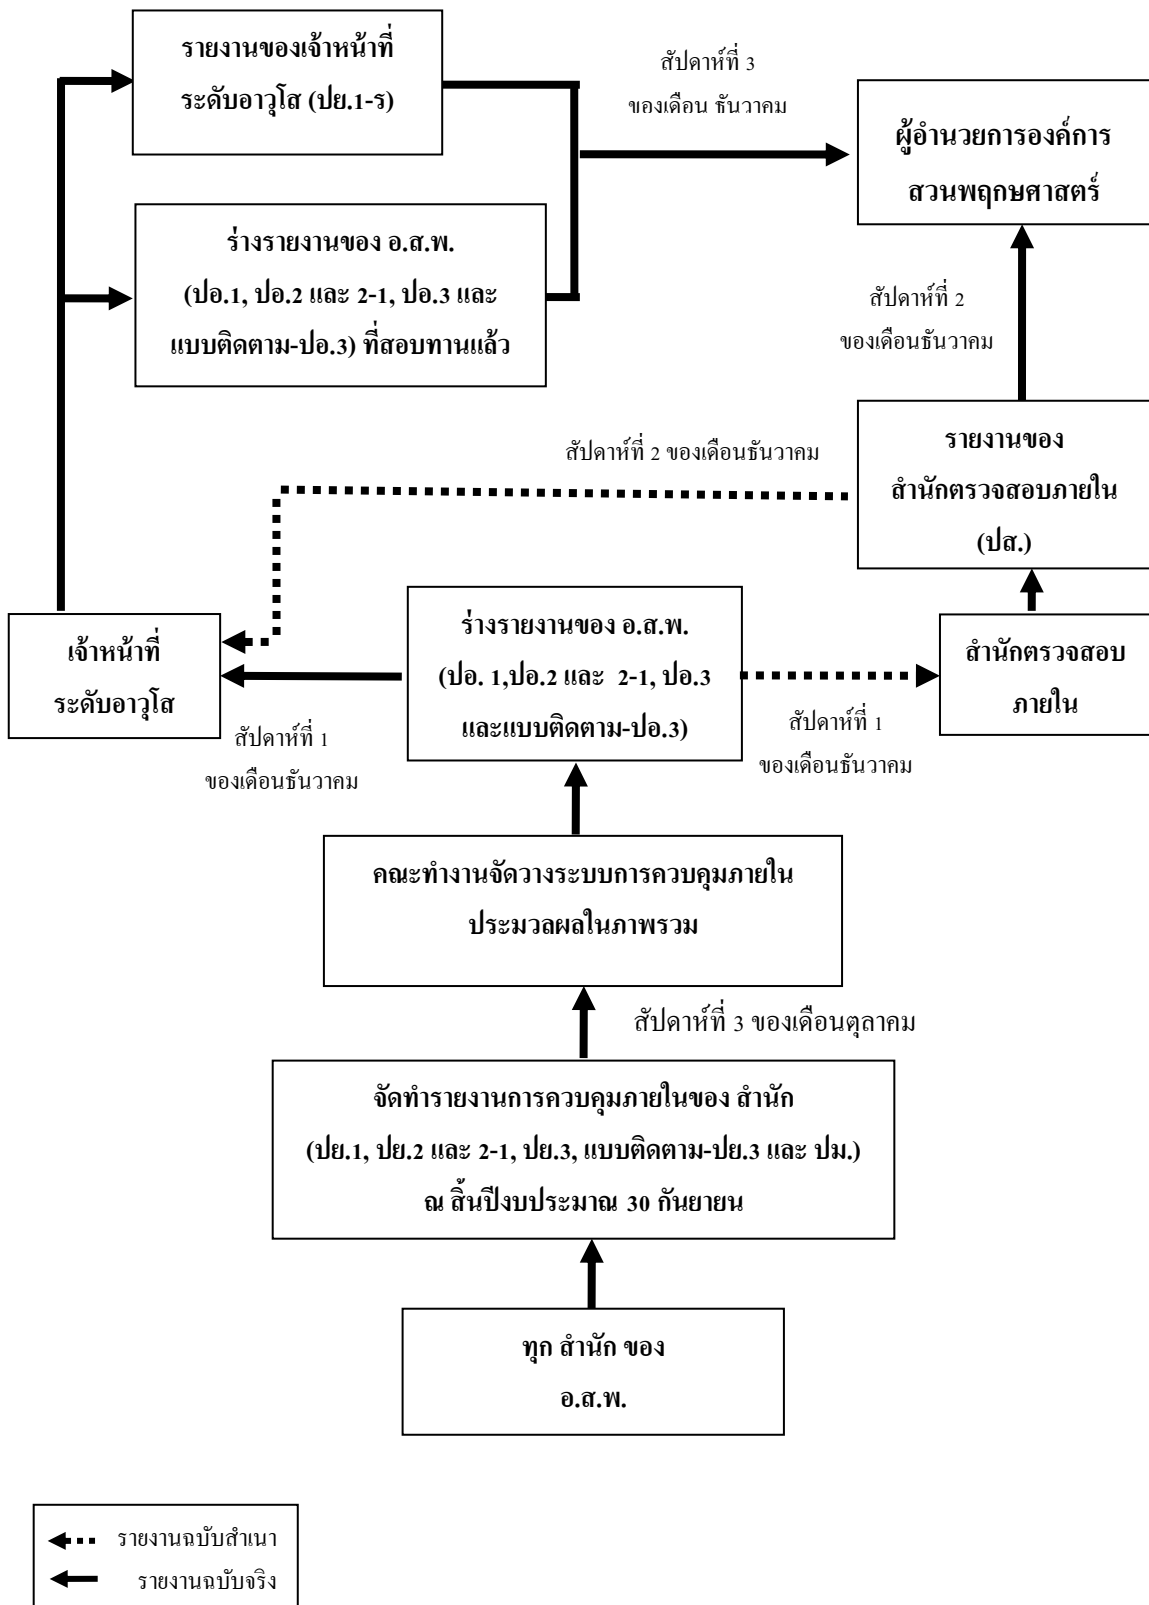 รายงานของเจ้าหน้าที่
ระดับอาวุโส (ปย.1-ร)
สัปดาห์ที่ 3
ของเดือน ธันวาคม
ผู้อำนวยการองค์การ
สวนพฤกษศาสตร์
ร่างรายงานของ อ.ส.พ.
(ปอ.1, ปอ.2 และ 2-1, ปอ.3 และ
แบบติดตาม-ปอ.3) ที่สอบทานแล้ว
สัปดาห์ที่ 2
ของเดือนธันวาคม
สัปดาห์ที่ 2 ของเดือนธันวาคม
รายงานของ
สำนักตรวจสอบภายใน
(ปส.)
เจ้าหน้าที่
ระดับอาวุโส
ร่างรายงานของ อ.ส.พ.
(ปอ. 1,ปอ.2 และ 2-1, ปอ.3
และแบบติดตาม-ปอ.3)
สำนักตรวจสอบ
ภายใน
สัปดาห์ที่ 1
ของเดือนธันวาคม
สัปดาห์ที่ 1
ของเดือนธันวาคม
คณะทำงานจัดวางระบบการควบคุมภายใน
ประมวลผลในภาพรวม
สัปดาห์ที่ 3 ของเดือนตุลาคม
จัดทำรายงานการควบคุมภายในของ สำนัก
(ปย.1, ปย.2 และ 2-1, ปย.3, แบบติดตาม-ปย.3 และ ปม.)
ณ สิ้นปีงบประมาณ 30 กันยายน
ทุก สำนัก ของ
อ.ส.พ.
รายงานฉบับสำเนา
รายงานฉบับจริง